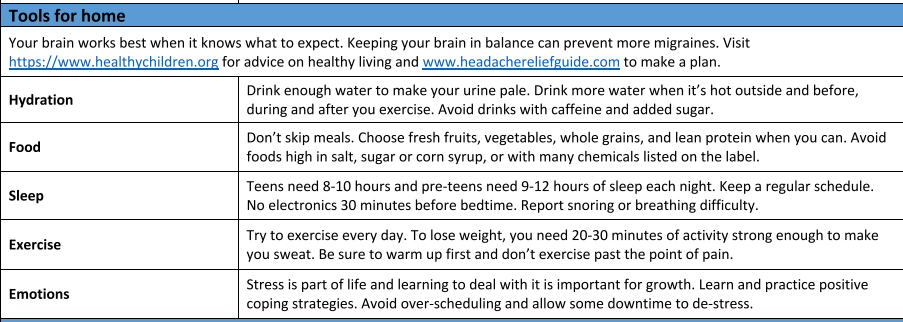 Tools for home
Your brain works best when it knows what to expect. Keeping your brain in balance can prevent more migraines. Visit
https://www.healthychildren.org for advice on healthy living and www.headachereliefguide.com to make a plan.
Hydration
Drink enough water to make your urine pale. Drink more water when it’s hot outside and before,
during and after you exercise. Avoid drinks with caffeine and added sugar.
Food
Don’t skip meals. Choose fresh fruits, vegetables, whole grains, and lean protein when you can. Avoid
foods high in salt, sugar or corn syrup, or with many chemicals listed on the label.
Sleep
Teens need 8-10 hours and pre-teens need 9-12 hours of sleep each night. Keep a regular schedule.
No electronics 30 minutes before bedtime. Report snoring or breathing difficulty.
Exercise
Try to exercise every day. To lose weight, you need 20-30 minutes of activity strong enough to make
you sweat. Be sure to warm up first and don’t exercise past the point of pain.
Emotions
Stress is part of life and learning to deal with it is important for growth. Learn and practice positive
coping strategies. Avoid over-scheduling and allow some downtime to de-stress.